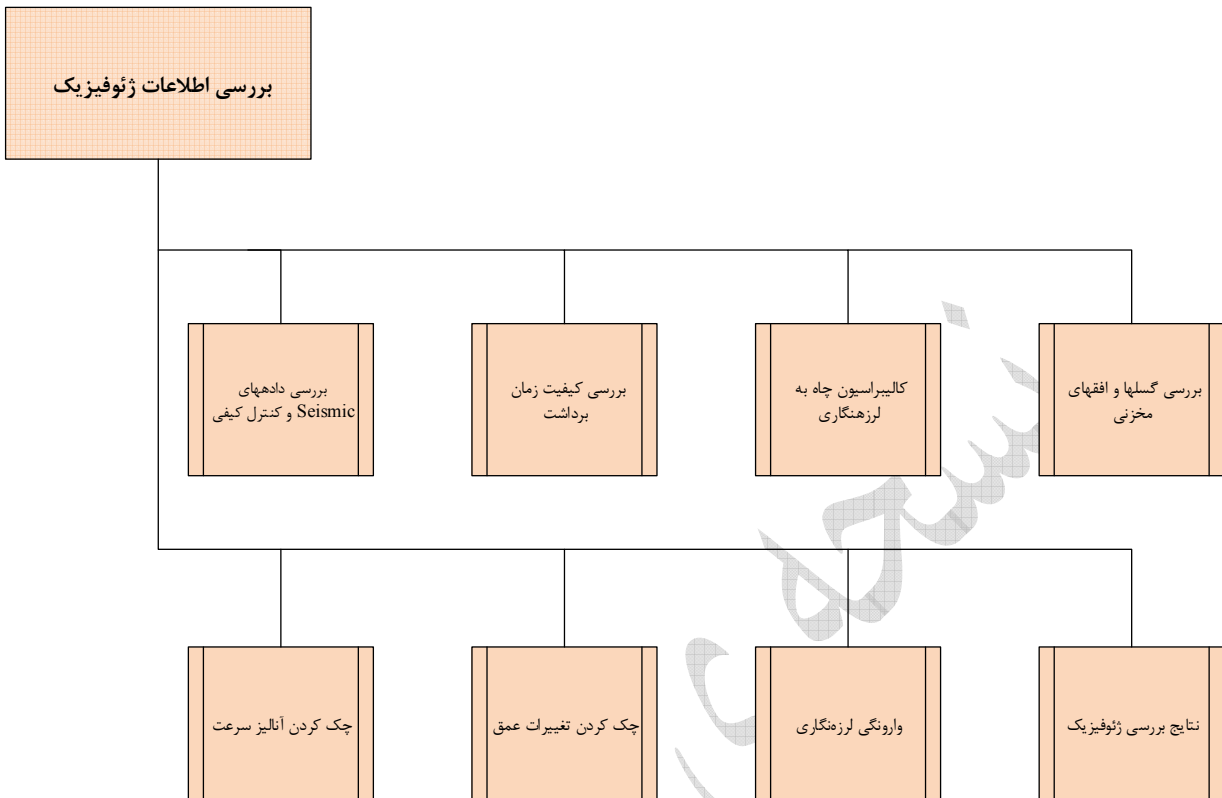 بررسی اطلاعات ژئوفیزیک
بررسی دادههای
Seismic و کنترل کیفی
بررسی کیفیت زمان
برداشت
کالیبراسیون چاه به
لرزهنگاری
بررسی گسلها و افقهای
مخزنی
چک کردن آنالیز سرعت
چک کردن تغییرات عمق
وارونگی لرزهنگاری
نتایج بررسی ژئوفیزیک